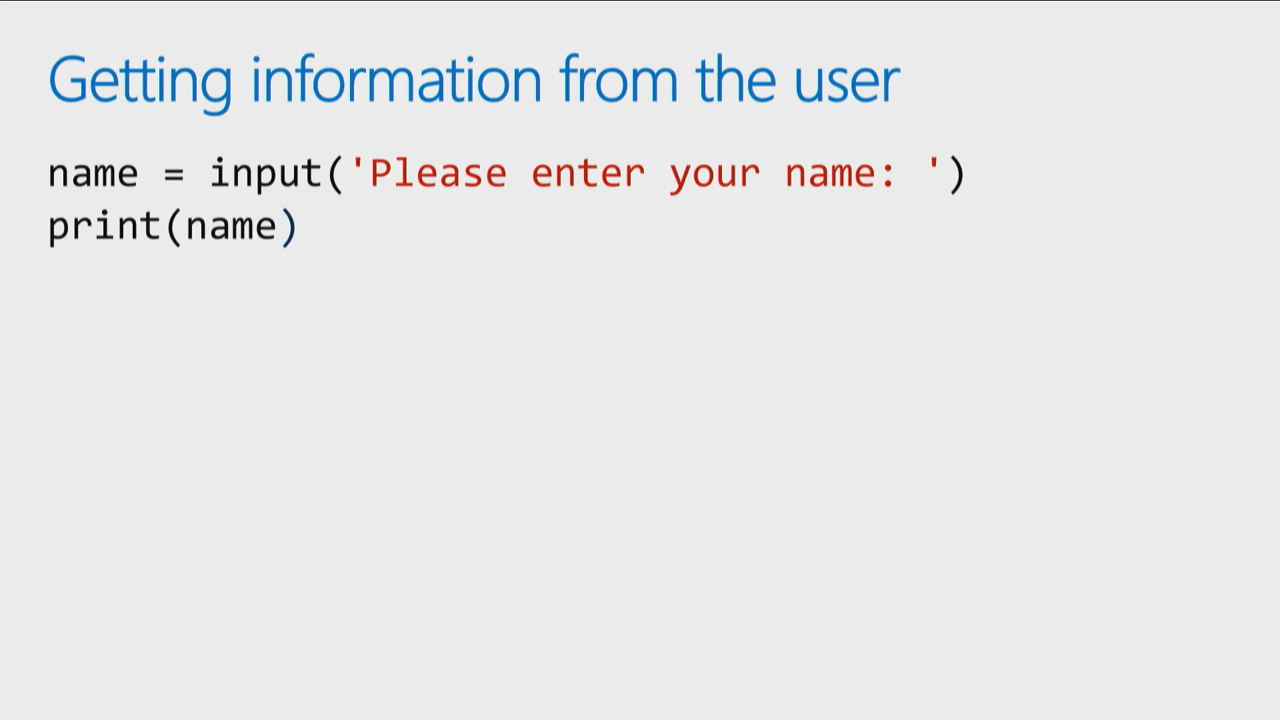 Getting information from the user
name = input('Please enter your name: ')
print(name)